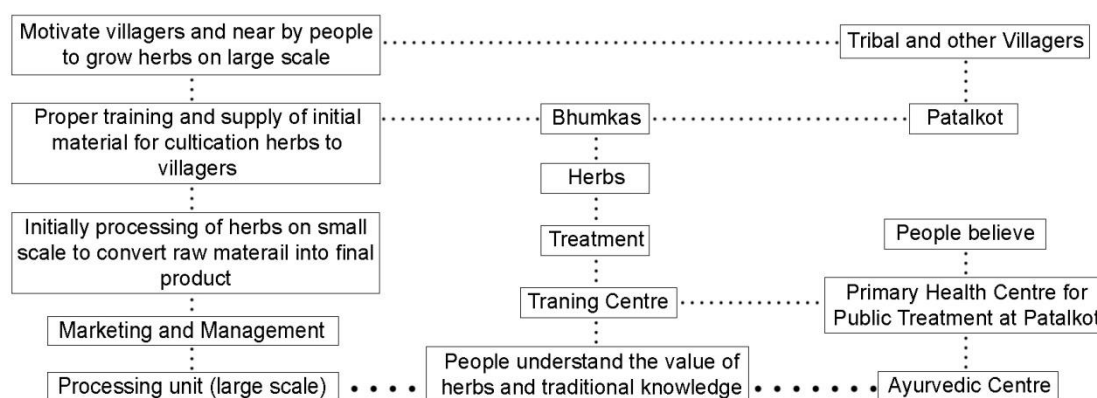 Motivate villagers and near by people
to grow herbs on large scale
Tribal and other Villagers
Proper training and supply of initial
material for cultication herbs to
villagers
Bhumkas
Patalkot
Herbs
Initially processing of herbs on small
scale to convert raw materail into final
product
Treatment
People believe
Traning Centre
Primary Health Centre for
Public Treatment at Patalkot
Marketing and Management
People understand the value of
herbs and traditional knowledge
Processing unit (large scale)
Ayurvedic Centre